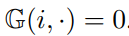 𝔾(i, ·) = 0.